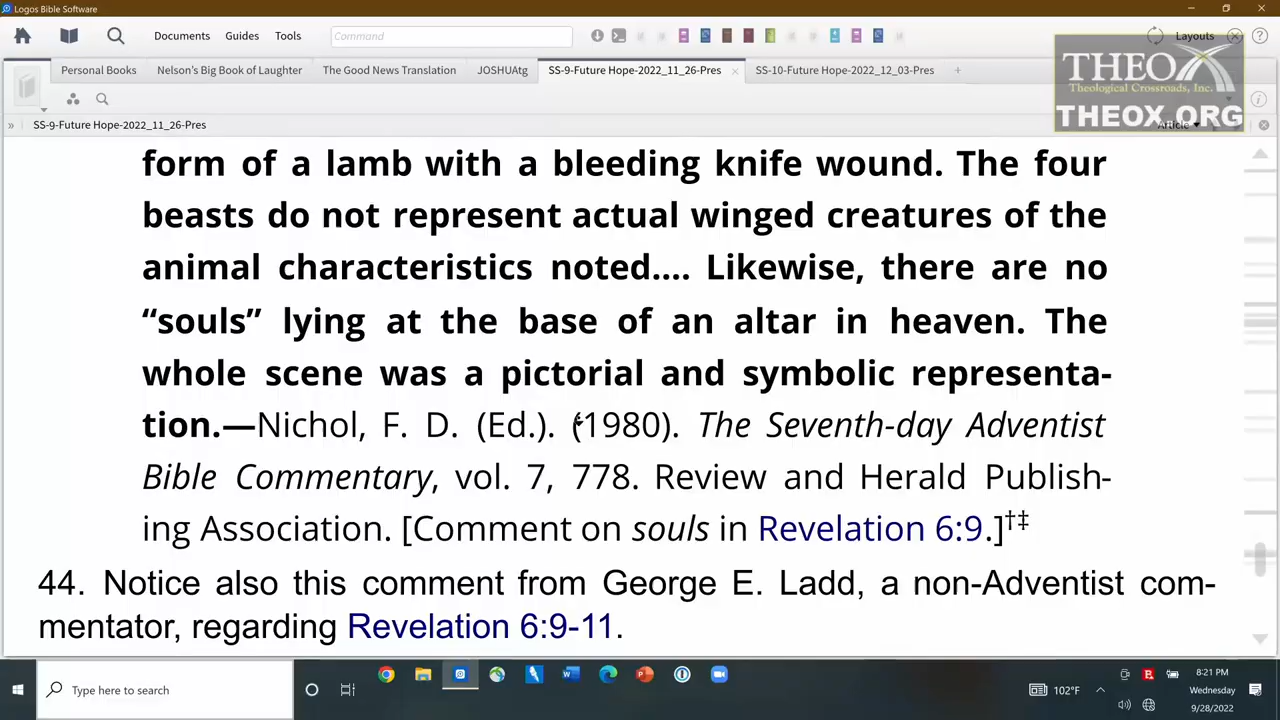 Logos Bible Software
Documents Guides Tools Command Layouts
THEOX
Theological Crossroads, Inc.
THEOX.ORG
Personal Books Nelson's Big Book of Laughter The Good News Translation JOSHUAtg SS-9-Future Hope-2022_11_26-Pres SS-10-Future Hope-2022_12_03-Pres
SS-9-Future Hope-2022_11_26-Pres Article
form of a lamb with a bleeding knife wound. The four
beasts do not represent actual winged creatures of the
animal characteristics noted.... Likewise, there are no
“souls” lying at the base of an altar in heaven. The
whole scene was a pictorial and symbolic representa-
tion.—Nichol, F. D. (Ed.). (1980). The Seventh-day Adventist
Bible Commentary, vol. 7, 778. Review and Herald Publish-
ing Association. [Comment on souls in Revelation 6:9.]†‡
44. Notice also this comment from George E. Ladd, a non-Adventist com-
mentator, regarding Revelation 6:9-11.
Type here to search
102°F
8:21 PM
Wednesday
9/28/2022